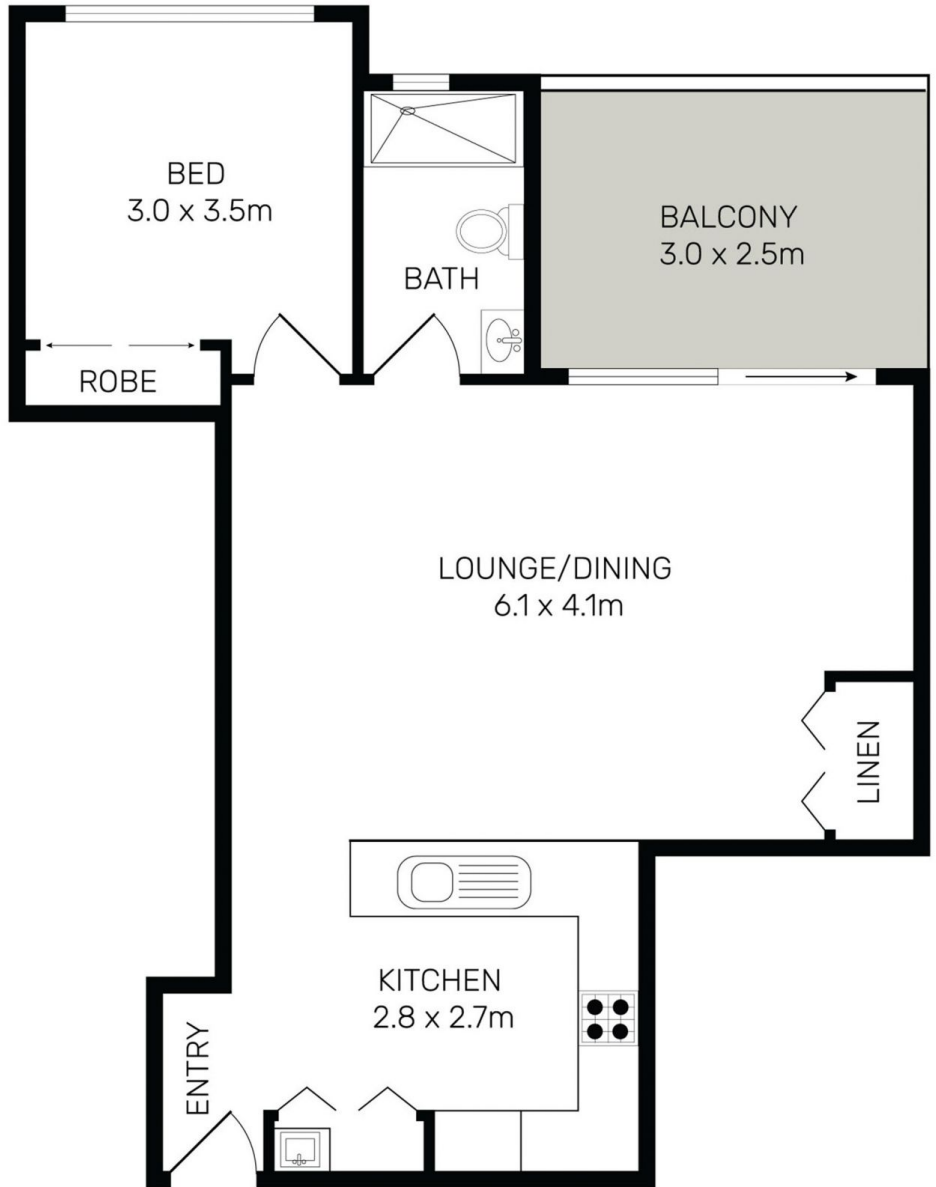 BED
3.0 x 3.5m
BALCONY
3.0 x 2.5m
BATH
ROBE
LOUNGE/DINING
6.1 x 4.1m
LINEN
KITCHEN
2.8 x 2.7m
ENTRY